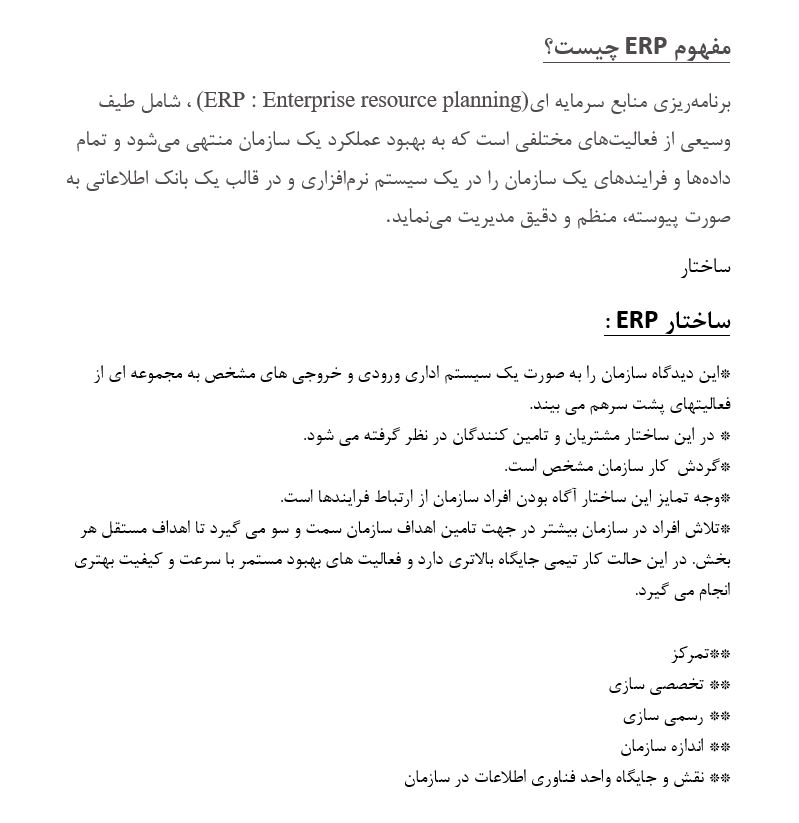 مفهوم ERP چیست؟
برنامه‌ریزی منابع سرمایه ای(ERP : Enterprise resource planning) ، شامل طیف
وسیعی از فعالیت‌های مختلفی است که به بهبود عملکرد یک سازمان منتهی می‌شود و تمام
داده‌ها و فرایندهای یک سازمان را در یک سیستم نرم‌افزاری و در قالب یک بانک اطلاعاتی به
صورت پیوسته، منظم و دقیق مدیریت می‌نماید.
ساختار
ساختار ERP :
*این دیدگاه سازمان را به صورت یک سیستم اداری ورودی و خروجی های مشخص به مجموعه ای از
فعالیتهای پشت سرهم می بیند.
* در این ساختار مشتریان و تامین کنندگان در نظر گرفته می شود.
*گردش کار سازمان مشخص است.
*وجه تمایز این ساختار آگاه بودن افراد سازمان از ارتباط فرایندها است.
*تلاش افراد در سازمان بیشتر در جهت تامین اهداف سازمان سمت و سو می گیرد تا اهداف مستقل هر
بخش. در این حالت کار تیمی جایگاه بالاتری دارد و فعالیت های بهبود مستمر با سرعت و کیفیت بهتری
انجام می گیرد.
**تمرکز
** تخصصی سازی
** رسمی سازی
** اندازه سازمان
** نقش و جایگاه واحد فناوری اطلاعات در سازمان